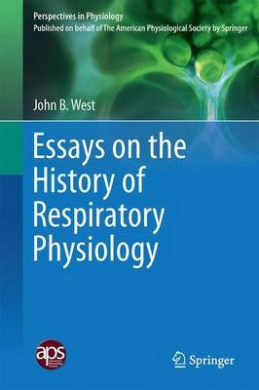 Perspectives in Physiology
Published on behalf of The American Physiological Society by Springer
John B. West
Essays on the
History of
Respiratory
Physiology
aps
Springer